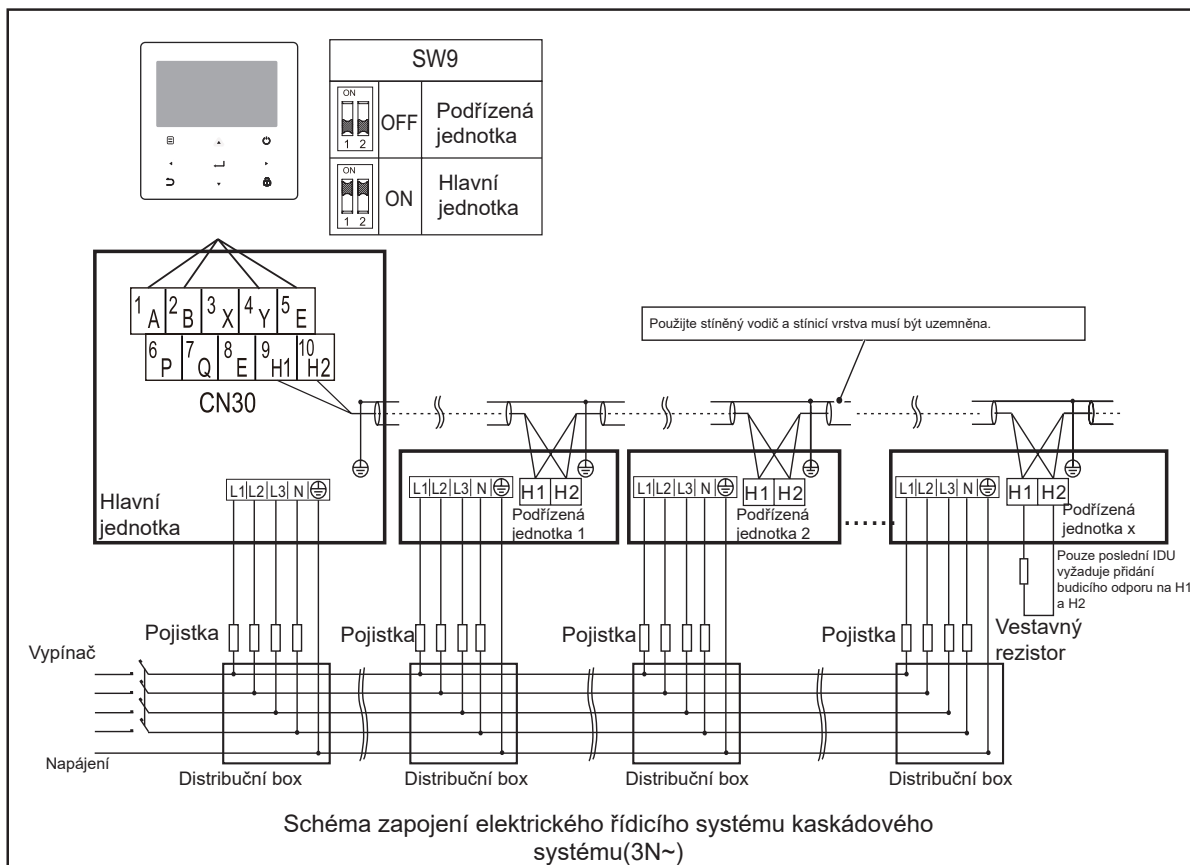 SW9
ON
1 2
OFF
Podřízená
jednotka
ON
1 2
ON
Hlavní
jednotka
1 A
2 B
3 X
4 Y
5 E
6 P
7 Q
8 E
9 H1
10 H2
CN30
Použijte stíněný vodič a stínicí vrstva musí být uzemněna.
Hlavní
jednotka
L1 L2 L3 N
L1 L2 L3 N
H1 H2
Podřízená
jednotka 1
L1 L2 L3 N
H1 H2
Podřízená
jednotka 2
L1 L2 L3 N
H1 H2
Podřízená
jednotka x
Pouze poslední IDU
vyžaduje přidání
budicího odporu na H1
a H2
Vestavný
rezistor
Pojistka
Pojistka
Pojistka
Pojistka
Vypínač
Napájení
Distribuční box
Distribuční box
Distribuční box
Distribuční box
Schéma zapojení elektrického řídicího systému kaskádového
systému(3N~)